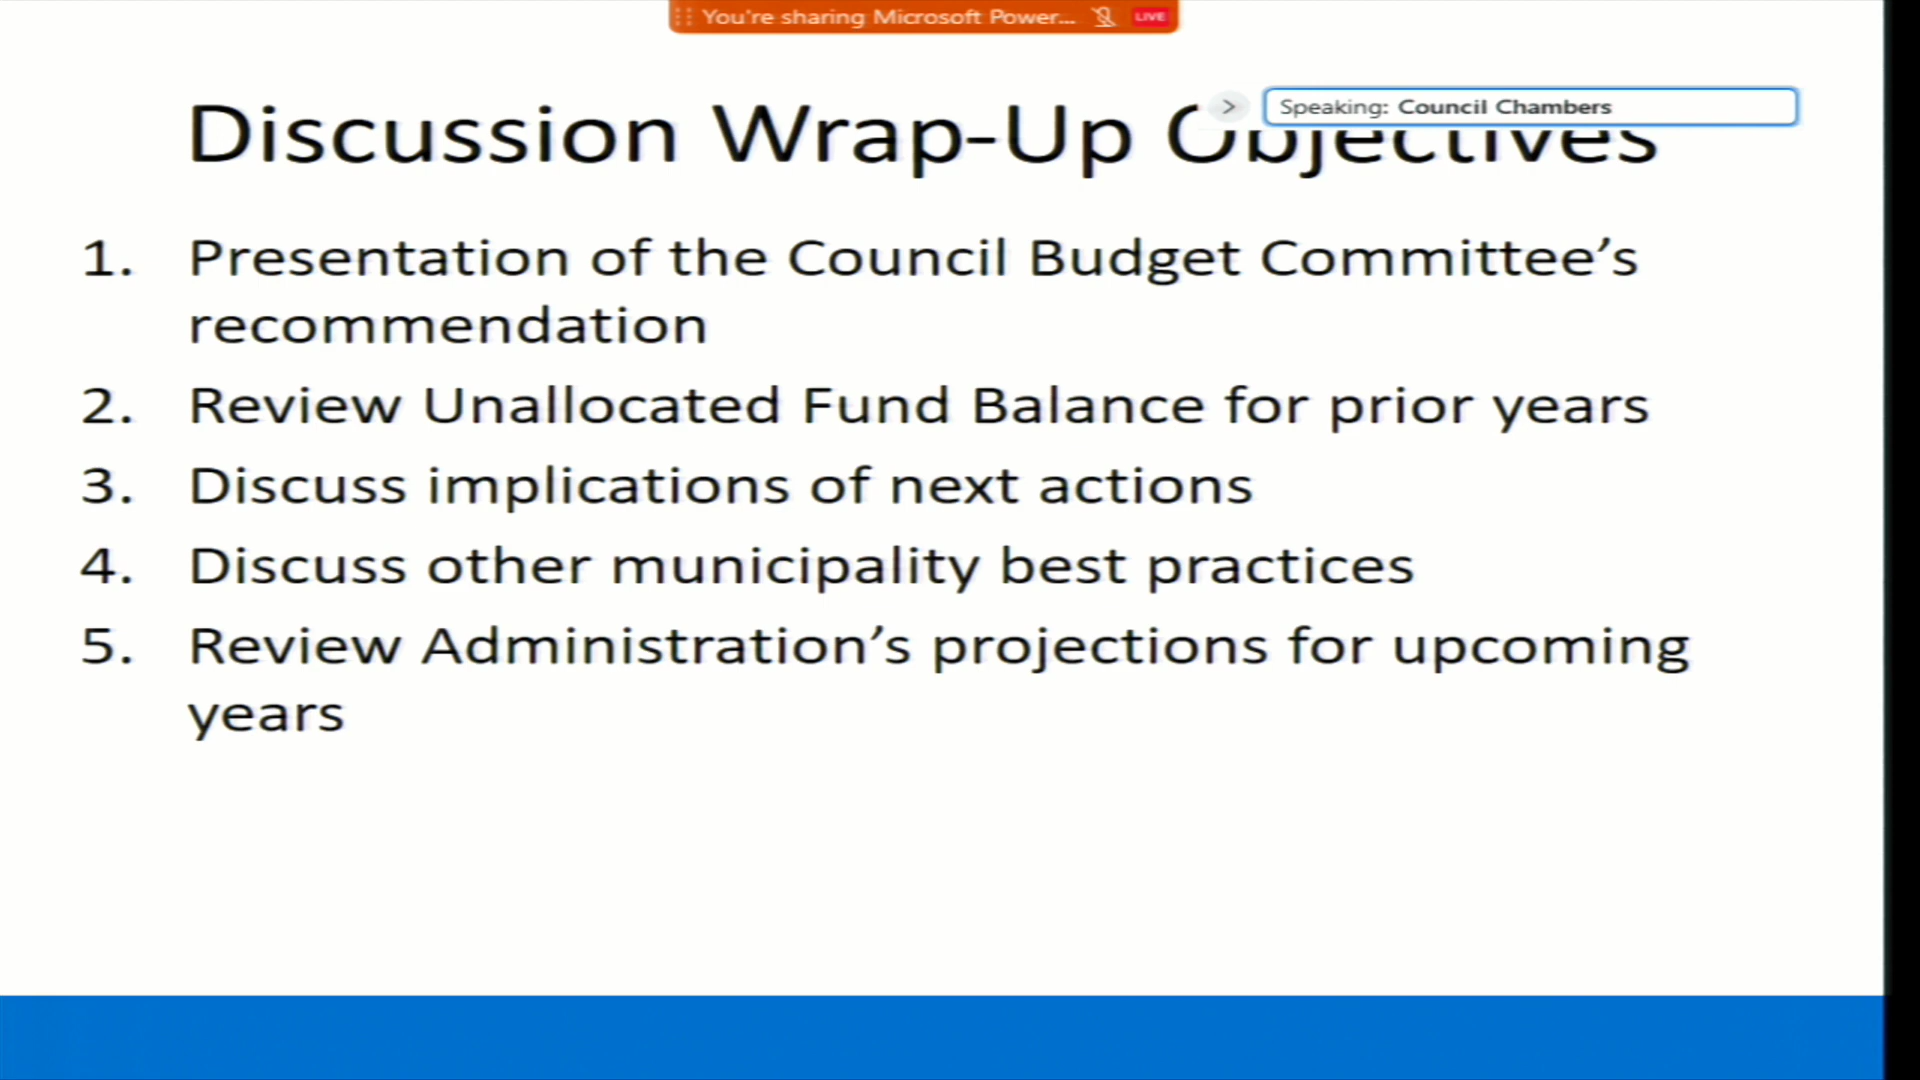 You're sharing Microsoft Power...
LIVE
Speaking: Council Chambers
Discussion Wrap-Up Objectives
1. Presentation of the Council Budget Committee’s
recommendation
2. Review Unallocated Fund Balance for prior years
3. Discuss implications of next actions
4. Discuss other municipality best practices
5. Review Administration’s projections for upcoming
years